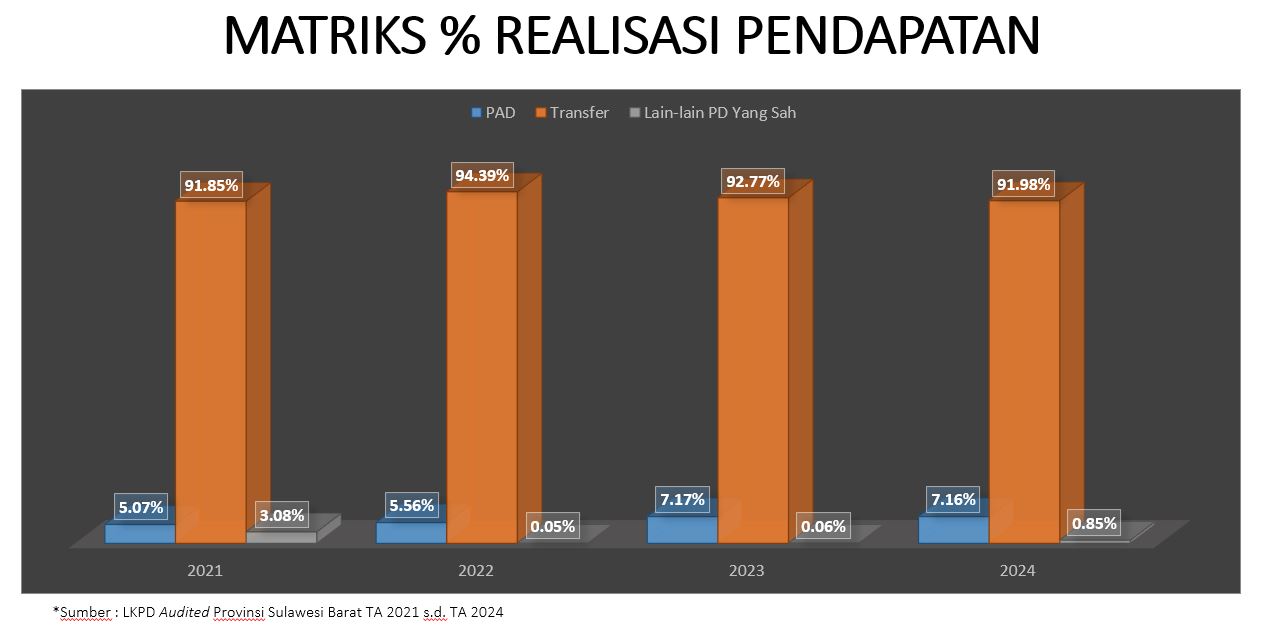 MATRIKS % REALISASI PENDAPATAN
PAD Transfer Lain-lain PD Yang Sah
91.85% 94.39% 92.77% 91.98%
5.07% 3.08% 5.56% 0.05% 7.17% 0.06% 7.16% 0.85%
2021 2022 2023 2024
*Sumber : LKPD Audited Provinsi Sulawesi Barat TA 2021 s.d. TA 2024